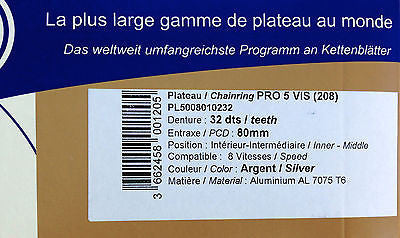 La plus large gamme de plateau au monde
Das weltweit umfangreichste Programm an Kettenblätter
Plateau / Chainring PRO 5 VIS (208)
PL5008010232
Denture : 32 dts / teeth
Entraxe / PCD : 80mm
Position : Intérieur-Intermédiaire / Inner - Middle
Compatible : 8 Vitesses / Speed
Couleur / Color : Argent / Silver
Matière / Material : Aluminium AL 7075 T6
3 662458 001205